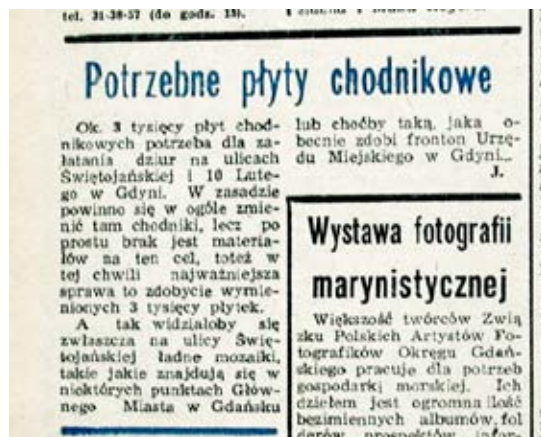 tel. 31-38-57 (do godz. 15).
Potrzebne płyty chodnikowe
Ok. 3 tysięcy płyt chod-
nikowych potrzeba dla za-
łatania dziur na ulicach
Świętojańskiej i 10 Lute-
go w Gdyni. W zasadzie
powinno się w ogóle zmie-
nić tam chodniki, lecz po
prostu brak jest materia-
łów na ten cel, toteż w
tej chwili najważniejsza
sprawa to zdobycie wymie-
nionych 3 tysięcy płytek.
A tak widziałoby się
zwłaszcza na ulicy Świę-
tojańskiej ładne mozaiki,
takie jakie znajdują się w
niektórych punktach Głów-
nego Miasta w Gdańsku
lub choćby taką, jaka o-
becnie zdobi fronton Urzę-
du Miejskiego w Gdyni...
J.
Wystawa fotografii
marynistycznej
Większość twórców Zwią
zku Polskich Artystów Fo-
tografików Okręgu Gdań-
skiego pracuje dla potrzeb
gospodarki morskiej. Ich
dziełem jest ogromna ilość
bezimiennych albumów, fol
derów, prospektów, infor-